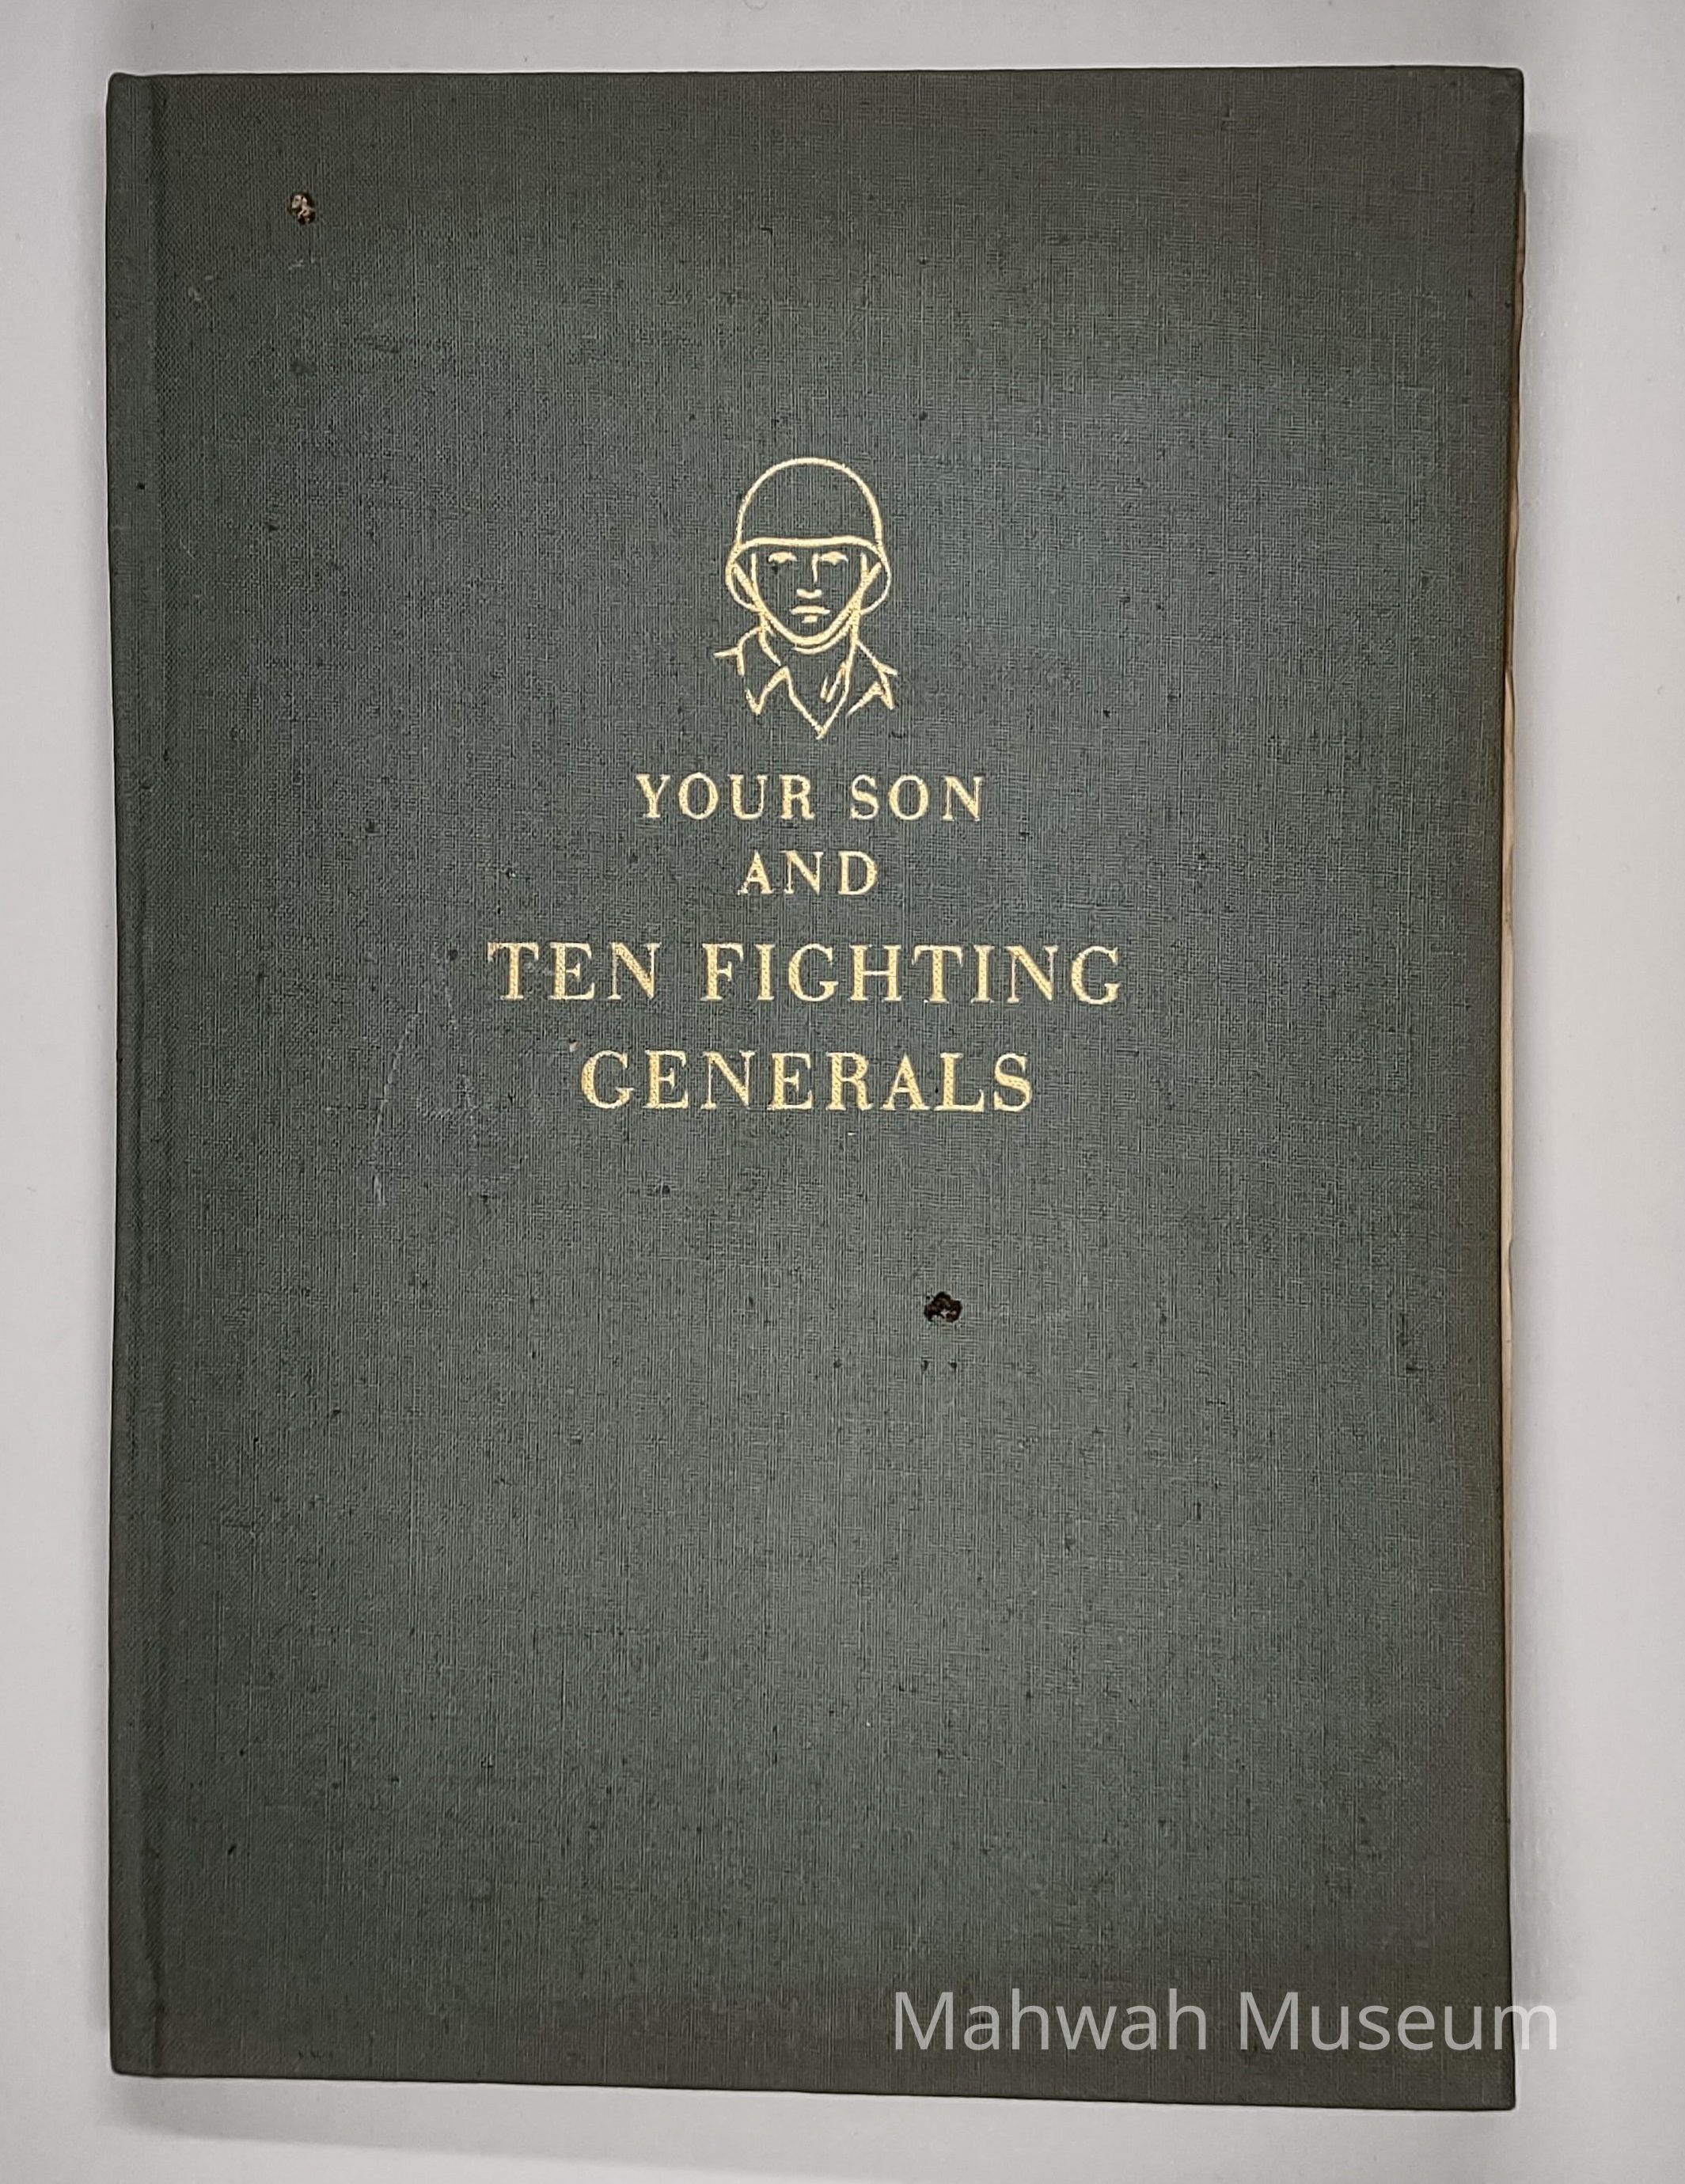 YOUR SON
AND
TEN FIGHTING
GENERALS
Mahwah Museum